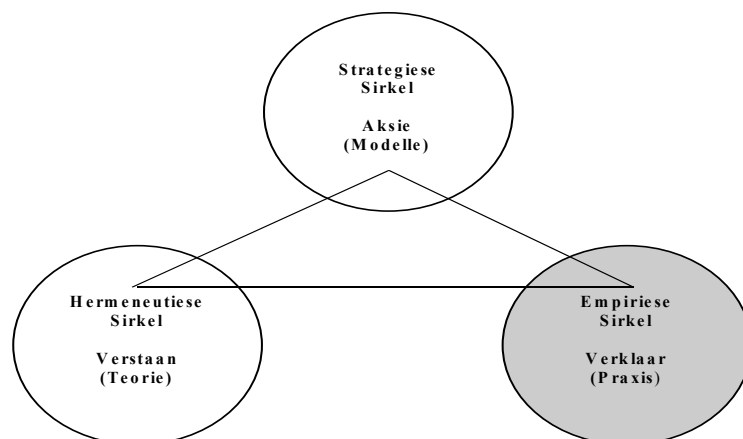 Strategiese
Sirkel
Aksie
(Modelle)
Hermeneutiese
Sirkel
Verstaan
(Teorie)
Empiriese
Sirkel
Verklaar
(Praxis)